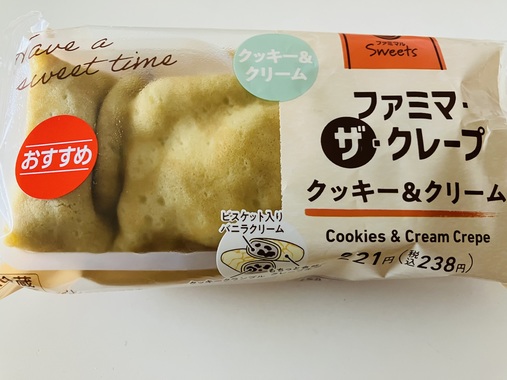 Have a
sweet time
クッキー&
クリーム
ファミマル
Sweets
おすすめ
ファミマ・
ザ・クレープ
クッキー&クリーム
ビスケット入り
バニラクリーム
Cookies & Cream Crepe
221円(税込238円)
蔵